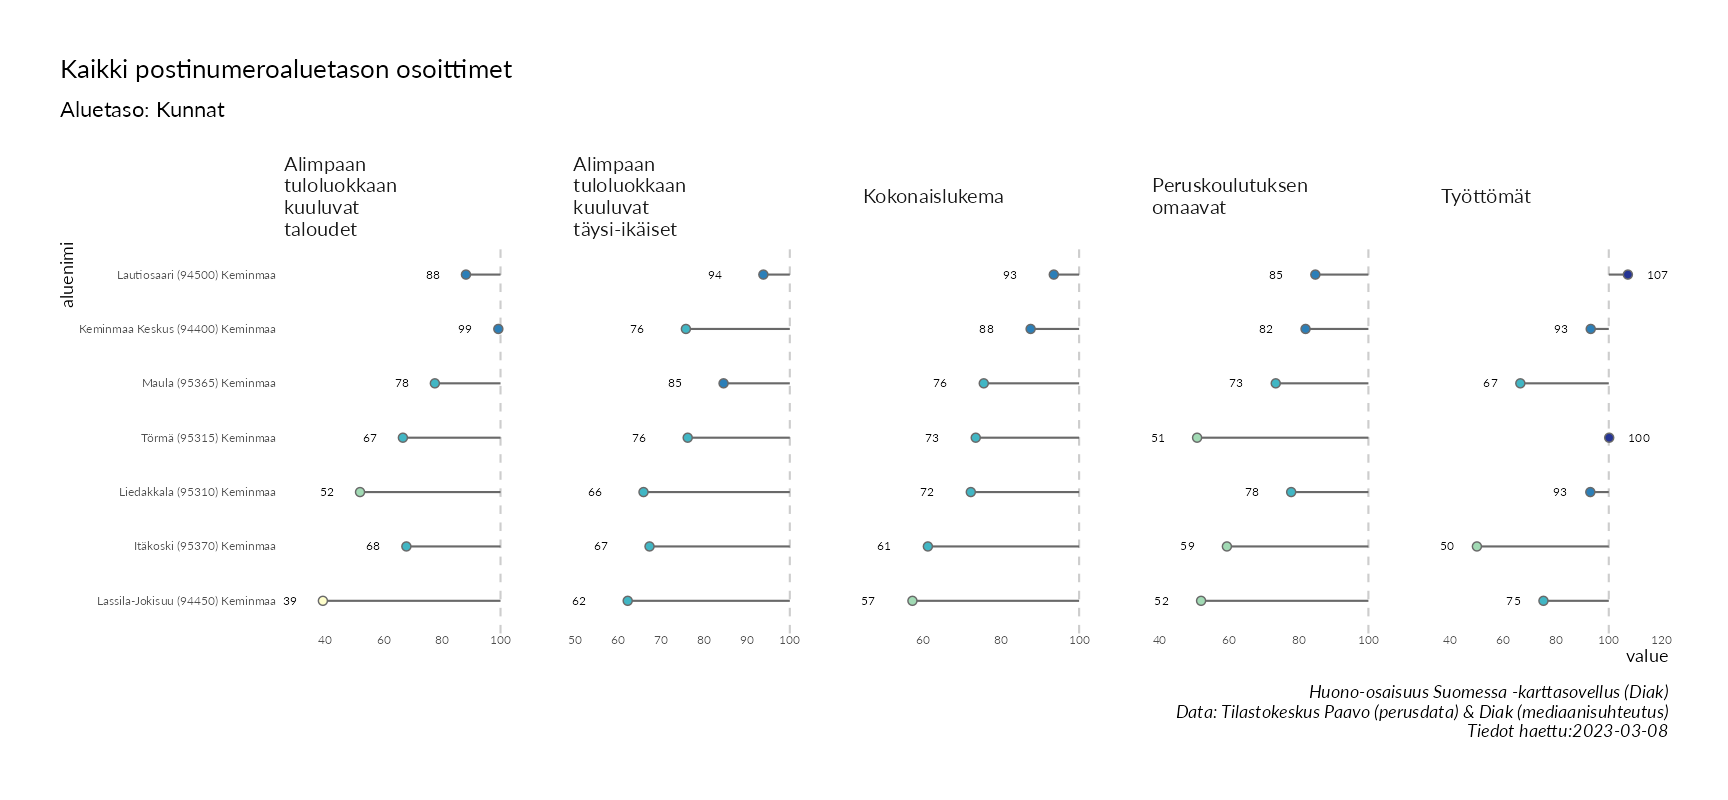 Kaikki postinumeroaluetason osoittimet
Aluetaso: Kunnat
Alimpaan
tuloluokkaan
kuuluvat
taloudet
Alimpaan
tuloluokkaan
kuuluvat
täysi-ikäiset
Kokonaislukema
Peruskoulutuksen
omaavat
Työttömät
aluenimi
Lautiosaari (94500) Keminmaa 88 94 93 85 107
Keminmaa Keskus (94400) Keminmaa 99 76 88 82 93
Maula (95365) Keminmaa 78 85 76 73 67
Törmä (95315) Keminmaa 67 76 73 51 100
Liedakkala (95310) Keminmaa 52 66 72 78 93
Itäkoski (95370) Keminmaa 68 67 61 59 50
Lassila-Jokisuu (94450) Keminmaa 39 62 57 52 75
40 60 80 100 50 60 70 80 90 100 60 80 100 40 60 80 100 40 60 80 100 120
value
Huono-osaisuus Suomessa -karttasovellus (Diak)
Data: Tilastokeskus Paavo (perusdata) & Diak (mediaanisuhteutus)
Tiedot haettu:2023-03-08